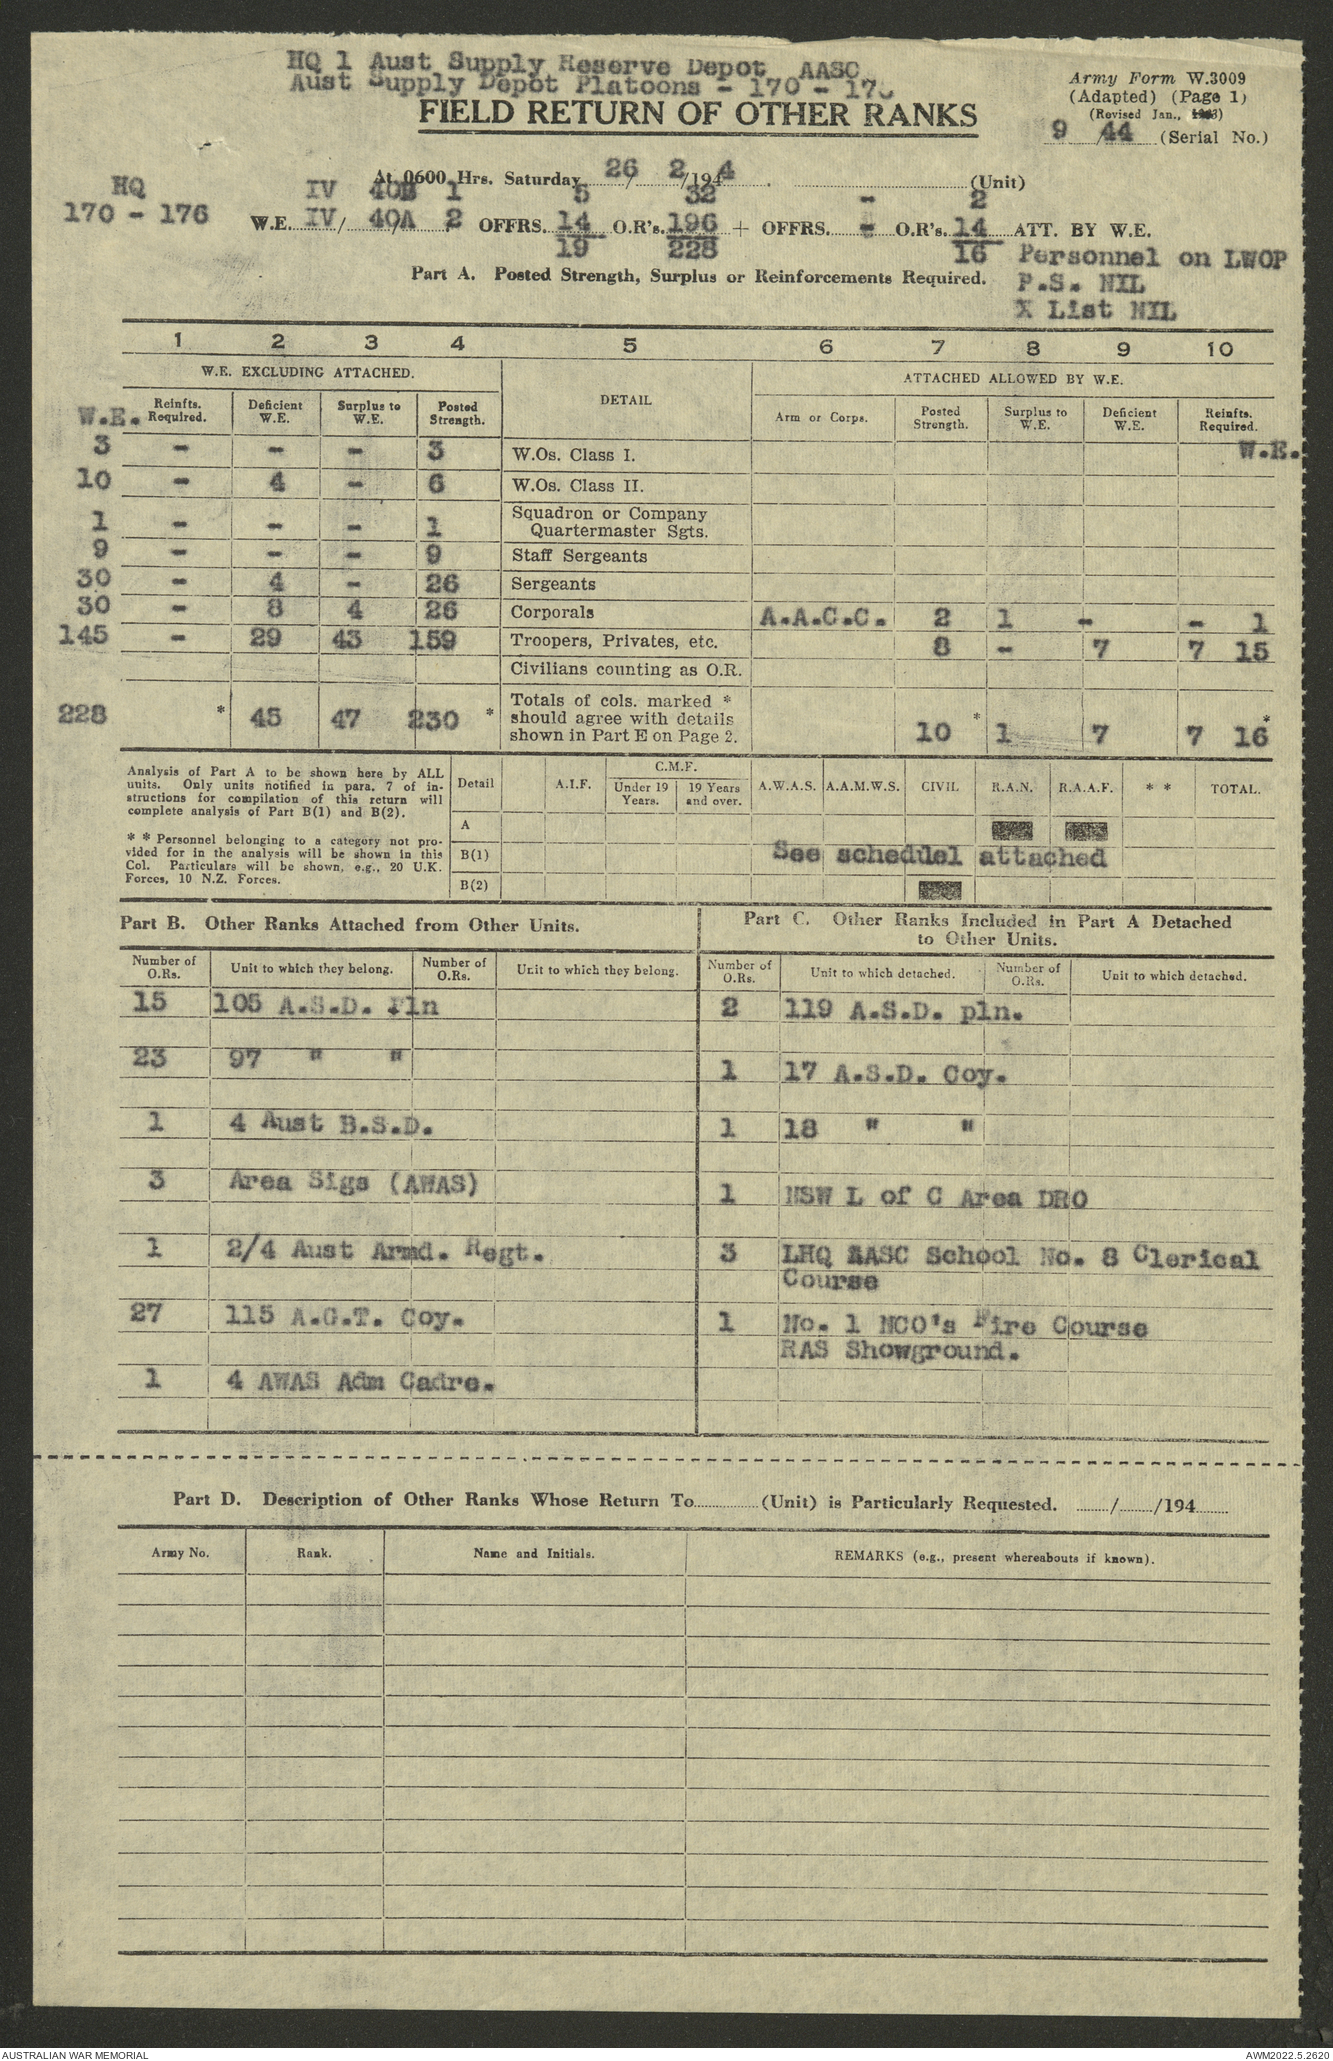 HQ 1 Aust Supply Reserve Depot AASC
Aust Supply Depot Platoons - 170 - 176
FIELD RETURN OF OTHER RANKS
Army Form W.3009
(Adapted) (Page 1)
(Revised Jan., 1943)
9 /44 (Serial No.)
At 0600 Hrs. Saturday 26/2/1944. (Unit)
HQ IV 40B 1 5 32 - 2
170 - 176 W.E. IV/ 40A/ 2 OFFRS. 14 O.R's. 196 + OFFRS. - O.R's. 14 ATT. BY W.E.
19 228 16 Personnel on LWOP
Part A. Posted Strength, Surplus or Reinforcements Required. P.S. NIL
X List NIL
1 2 3 4 5 6 7 8 9 10
W.E. EXCLUDING ATTACHED. DETAIL ATTACHED ALLOWED BY W.E.
W.E. Reinfts. Required. Deficient W.E. Surplus to W.E. Posted Strength. Arm or Corps. Posted Strength. Surplus to W.E. Deficient W.E. Reinfts. Required.
W.E.
3 - - - 3 W.Os. Class I.
10 - 4 - 6 W.Os. Class II.
1 - - - 1 Squadron or Company Quartermaster Sgts.
9 - - - 9 Staff Sergeants
30 - 4 - 26 Sergeants
30 - 8 4 26 Corporals A.A.C.C. 2 1 - - 1
145 - 29 43 159 Troopers, Privates, etc. 8 - 7 7 15
Civilians counting as O.R.
228 * 45 47 230 * Totals of cols. marked * should agree with details shown in Part E on Page 2. 10 * 1 7 7 16 *
Analysis of Part A to be shown here by ALL
units. Only units notified in para. 7 of in-
structions for compilation of this return will
complete analysis of Part B(1) and B(2).
* * Personnel belonging to a category not pro-
vided for in the analysis will be shown in this
Col. Particulars will be shown, e.g., 20 U.K.
Forces, 10 N.Z. Forces.
Detail A.I.F. C.M.F. Under 19 Years. 19 Years and over. A.W.A.S. A.A.M.W.S. CIVIL R.A.N. R.A.A.F. * * TOTAL.
A
B(1) See schedüel attached
B(2)
Part B. Other Ranks Attached from Other Units.
Number of O.Rs. Unit to which they belong. Number of O.Rs. Unit to which they belong.
15 105 A.S.D. Pln
23 97 " "
1 4 Aust B.S.D.
3 Area Sigs (AWAS)
1 2/4 Aust Armd. Regt.
27 115 A.G.T. Coy.
1 4 AWAS Adm Cadre.
Part C. Other Ranks Included in Part A Detached
to Other Units.
Number of O.Rs. Unit to which detached. Number of O.Rs. Unit to which detached.
2 119 A.S.D. pln.
1 17 A.S.D. Coy.
1 18 " "
1 NSW L of C Area DRO
3 LHQ AASC School No. 8 Clerical
Course
1 No. 1 NCO's Fire Course
RAS Showground.
Part D. Description of Other Ranks Whose Return To (Unit) is Particularly Requested. / /194
Army No. Rank. Name and Initials. REMARKS (e.g., present whereabouts if known).
AUSTRALIAN WAR MEMORIAL AWM2022.5.2620